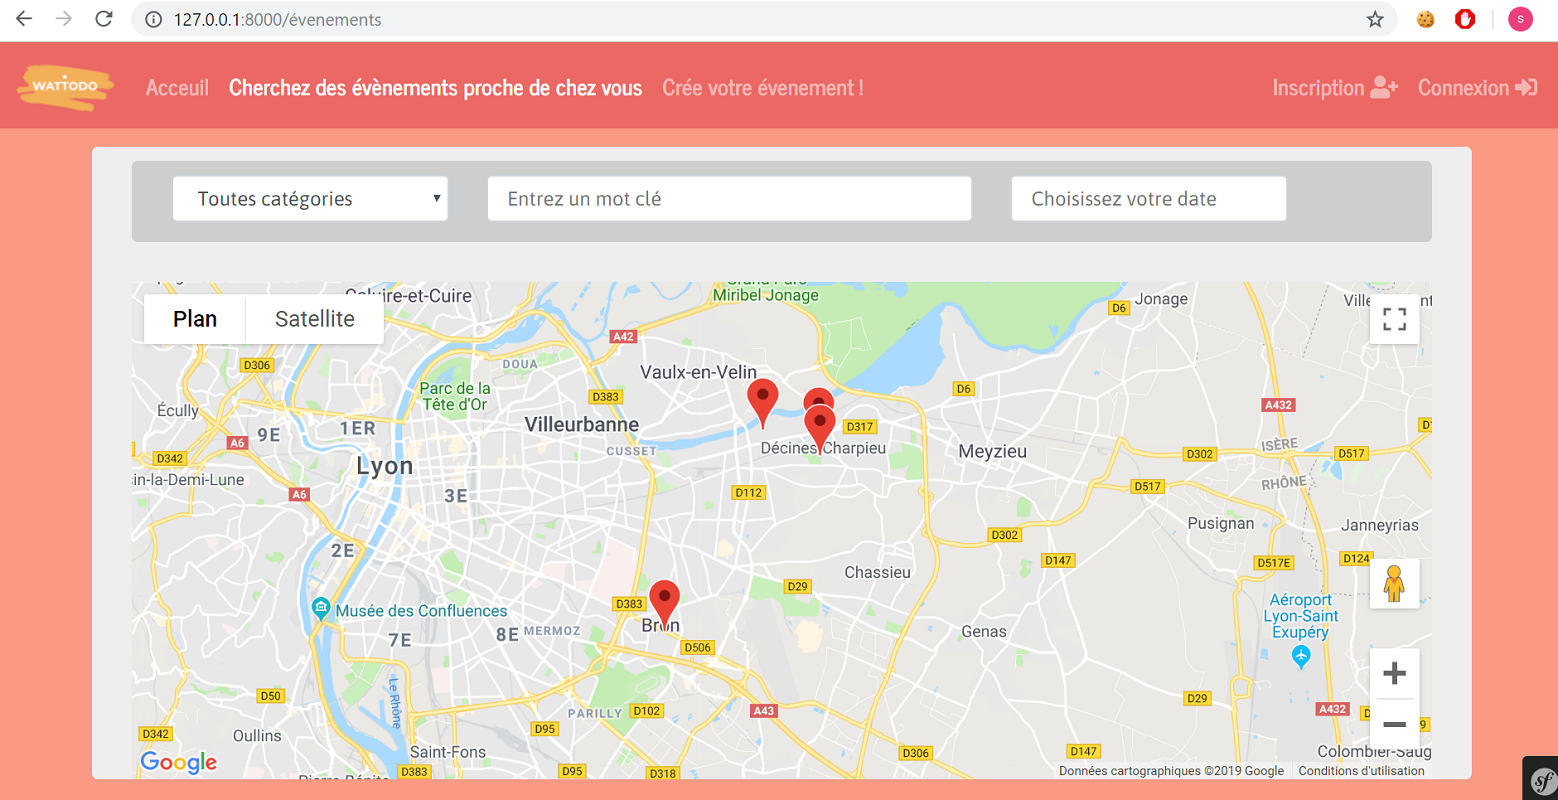 127.0.0.1:8000/évenements
S
WATTODO
Acceuil
Cherchez des évènements proche de chez vous
Crée votre évenement !
Inscription
Connexion
Toutes catégories
Entrez un mot clé
Choisissez votre date
Plan
Satellite
Caluire-et-Cuire
Grand Parc
Miribel Jonage
Jonage
D6
A42
DOUA
D306
Vaulx-en-Velin
Parc de la
Tête d'Or
D383
D6
A432
Écully
9E
1ER
Villeurbanne
D317
A6
CUSSET
Décines-Charpieu
Meyzieu
ISÈRE
D302
D517
D342
Lyon
in-la-Demi-Lune
RHÔNE
A6
3E
D112
D517
Pusignan
Janneyrias
D302
2E
D147
D517E
D124
Chassieu
D29
Musée des Confluences
D383
Aéroport
Lyon-Saint
Exupéry
7E
8E
MERMOZ
Bron
Genas
D506
Le Rhône
D50
D29
PARILLY
D102
A43
A432
D342
Oullins
D95
Saint-Fons
D306
D147
Colombier-Saug
Google
D383
D95
D318
Données cartographiques ©2019 Google
Conditions d'utilisation
sf